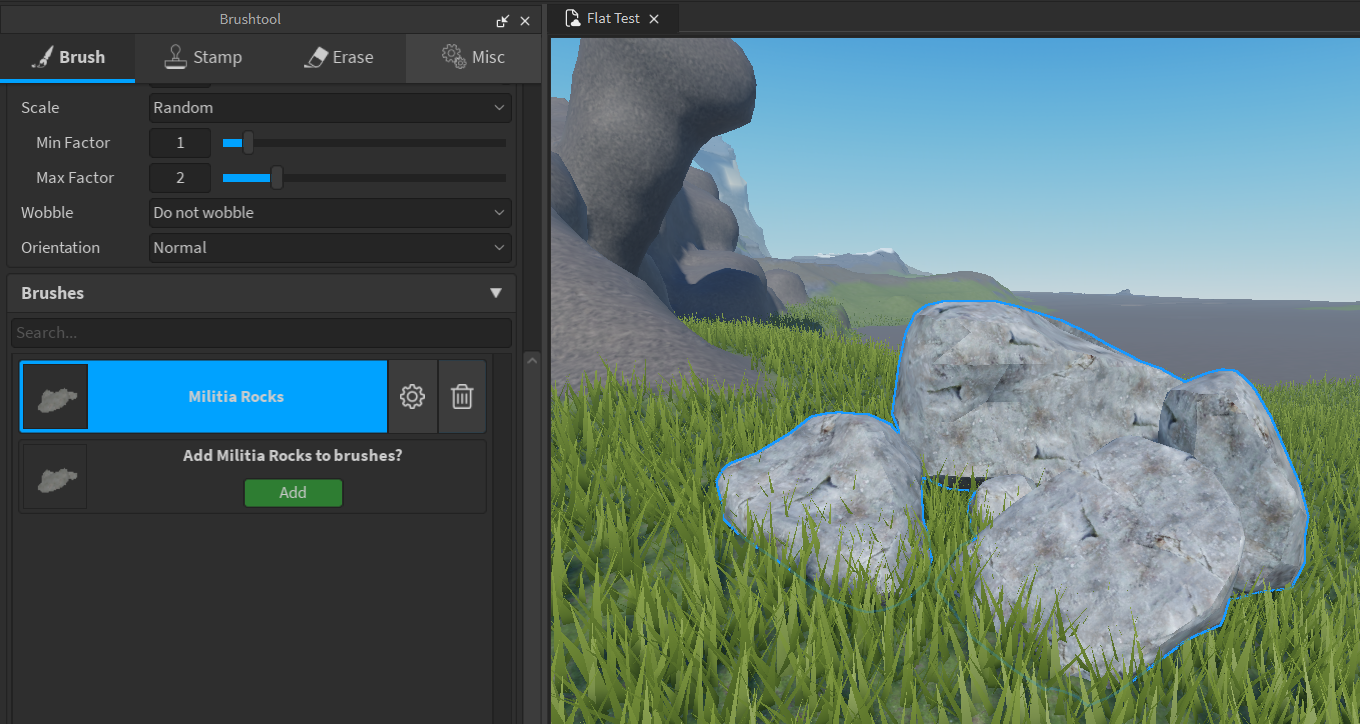 Brushtool
Flat Test
Brush
Stamp
Erase
Misc
Scale
Random
Min Factor
1
Max Factor
2
Wobble
Do not wobble
Orientation
Normal
Brushes
Search...
Militia Rocks
Add Militia Rocks to brushes?
Add